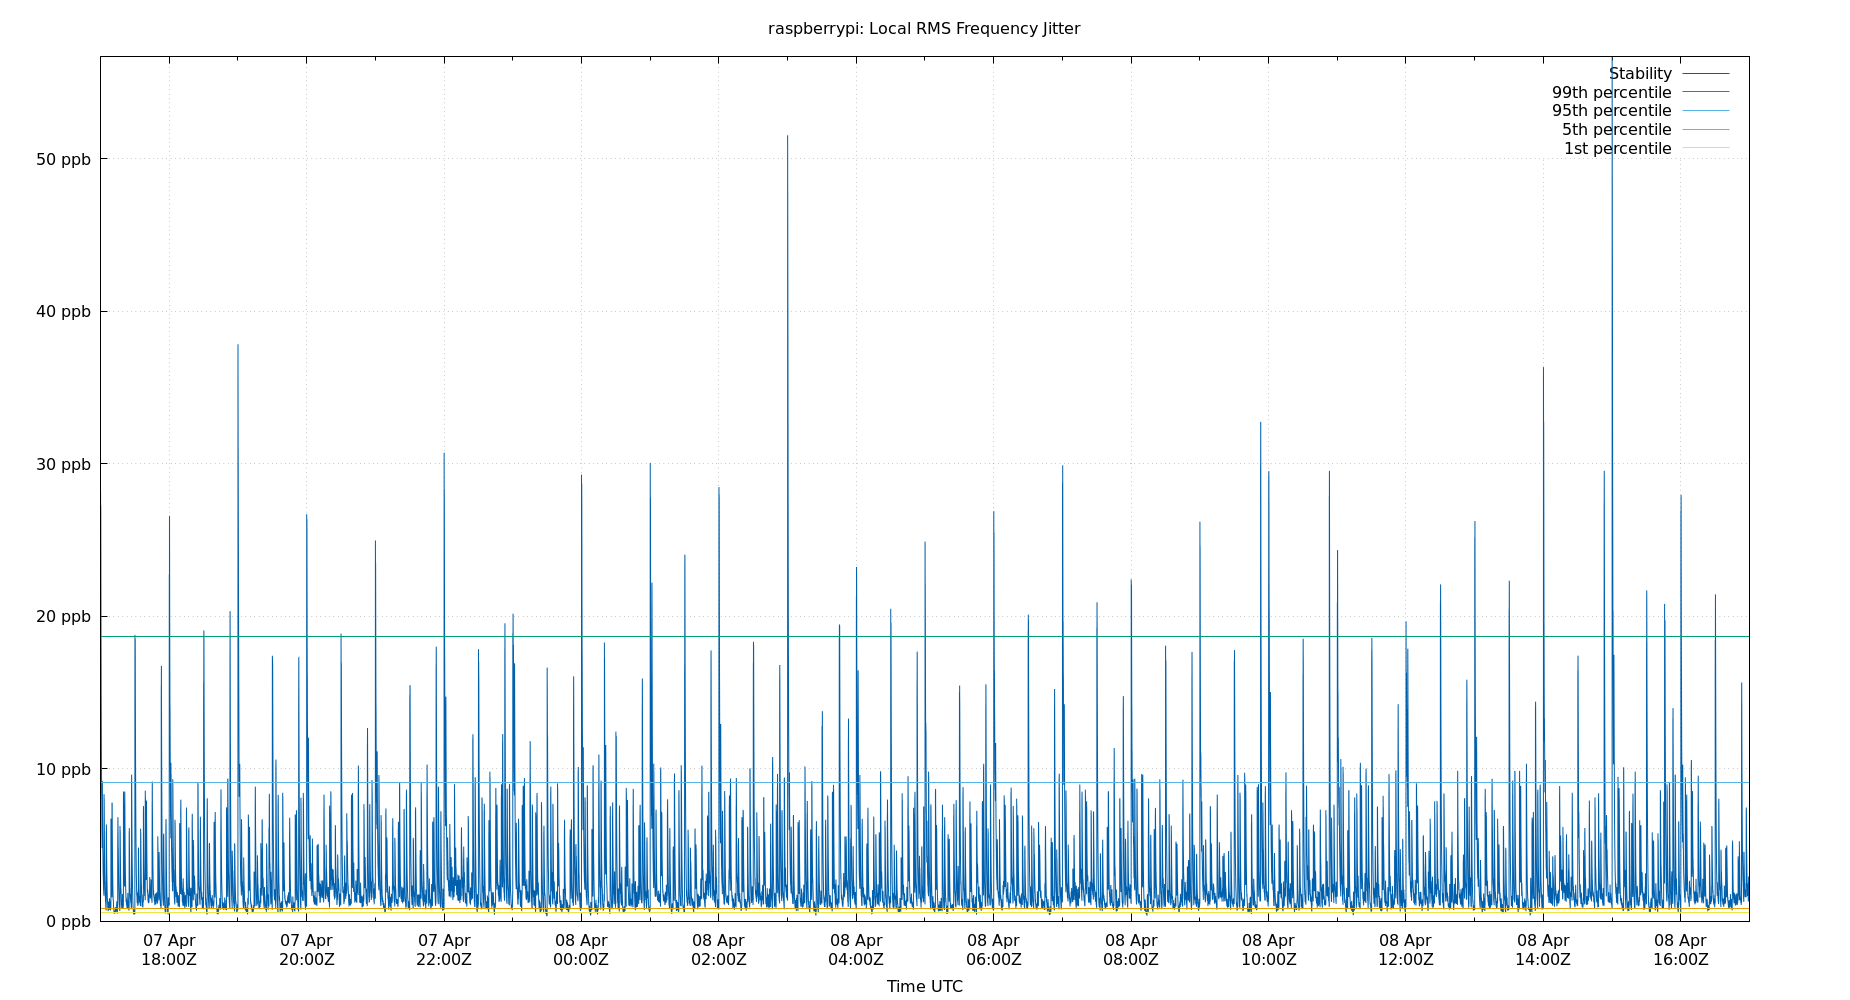 raspberrypi: Local RMS Frequency Jitter
Stability
99th percentile
95th percentile
5th percentile
1st percentile
50 ppb
40 ppb
30 ppb
20 ppb
10 ppb
0 ppb
07 Apr 07 Apr 07 Apr 08 Apr 08 Apr 08 Apr 08 Apr 08 Apr 08 Apr 08 Apr 08 Apr 08 Apr
18:00Z 20:00Z 22:00Z 00:00Z 02:00Z 04:00Z 06:00Z 08:00Z 10:00Z 12:00Z 14:00Z 16:00Z
Time UTC